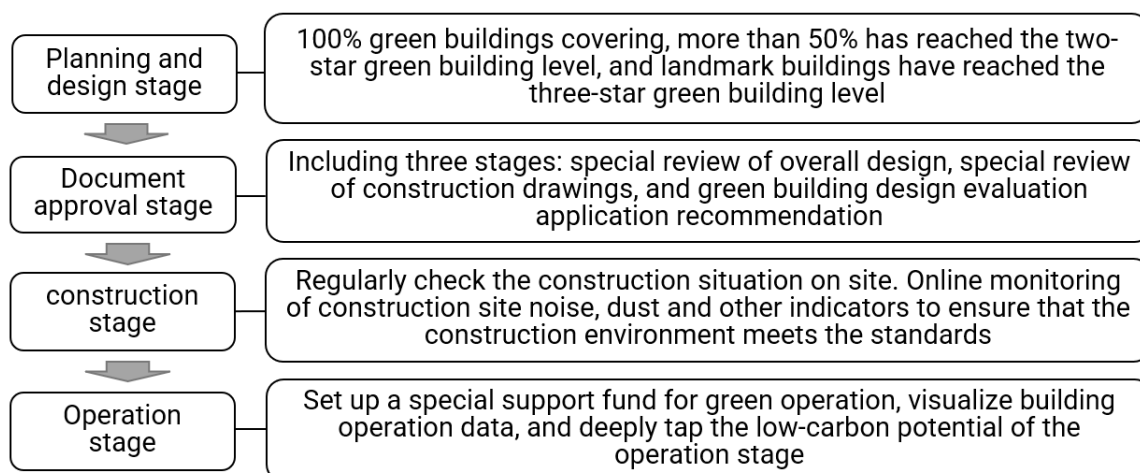 Planning and
design stage
100% green buildings covering, more than 50% has reached the two-
star green building level, and landmark buildings have reached the
three-star green building level
Document
approval stage
Including three stages: special review of overall design, special review
of construction drawings, and green building design evaluation
application recommendation
construction
stage
Regularly check the construction situation on site. Online monitoring
of construction site noise, dust and other indicators to ensure that the
construction environment meets the standards
Operation
stage
Set up a special support fund for green operation, visualize building
operation data, and deeply tap the low-carbon potential of the
operation stage